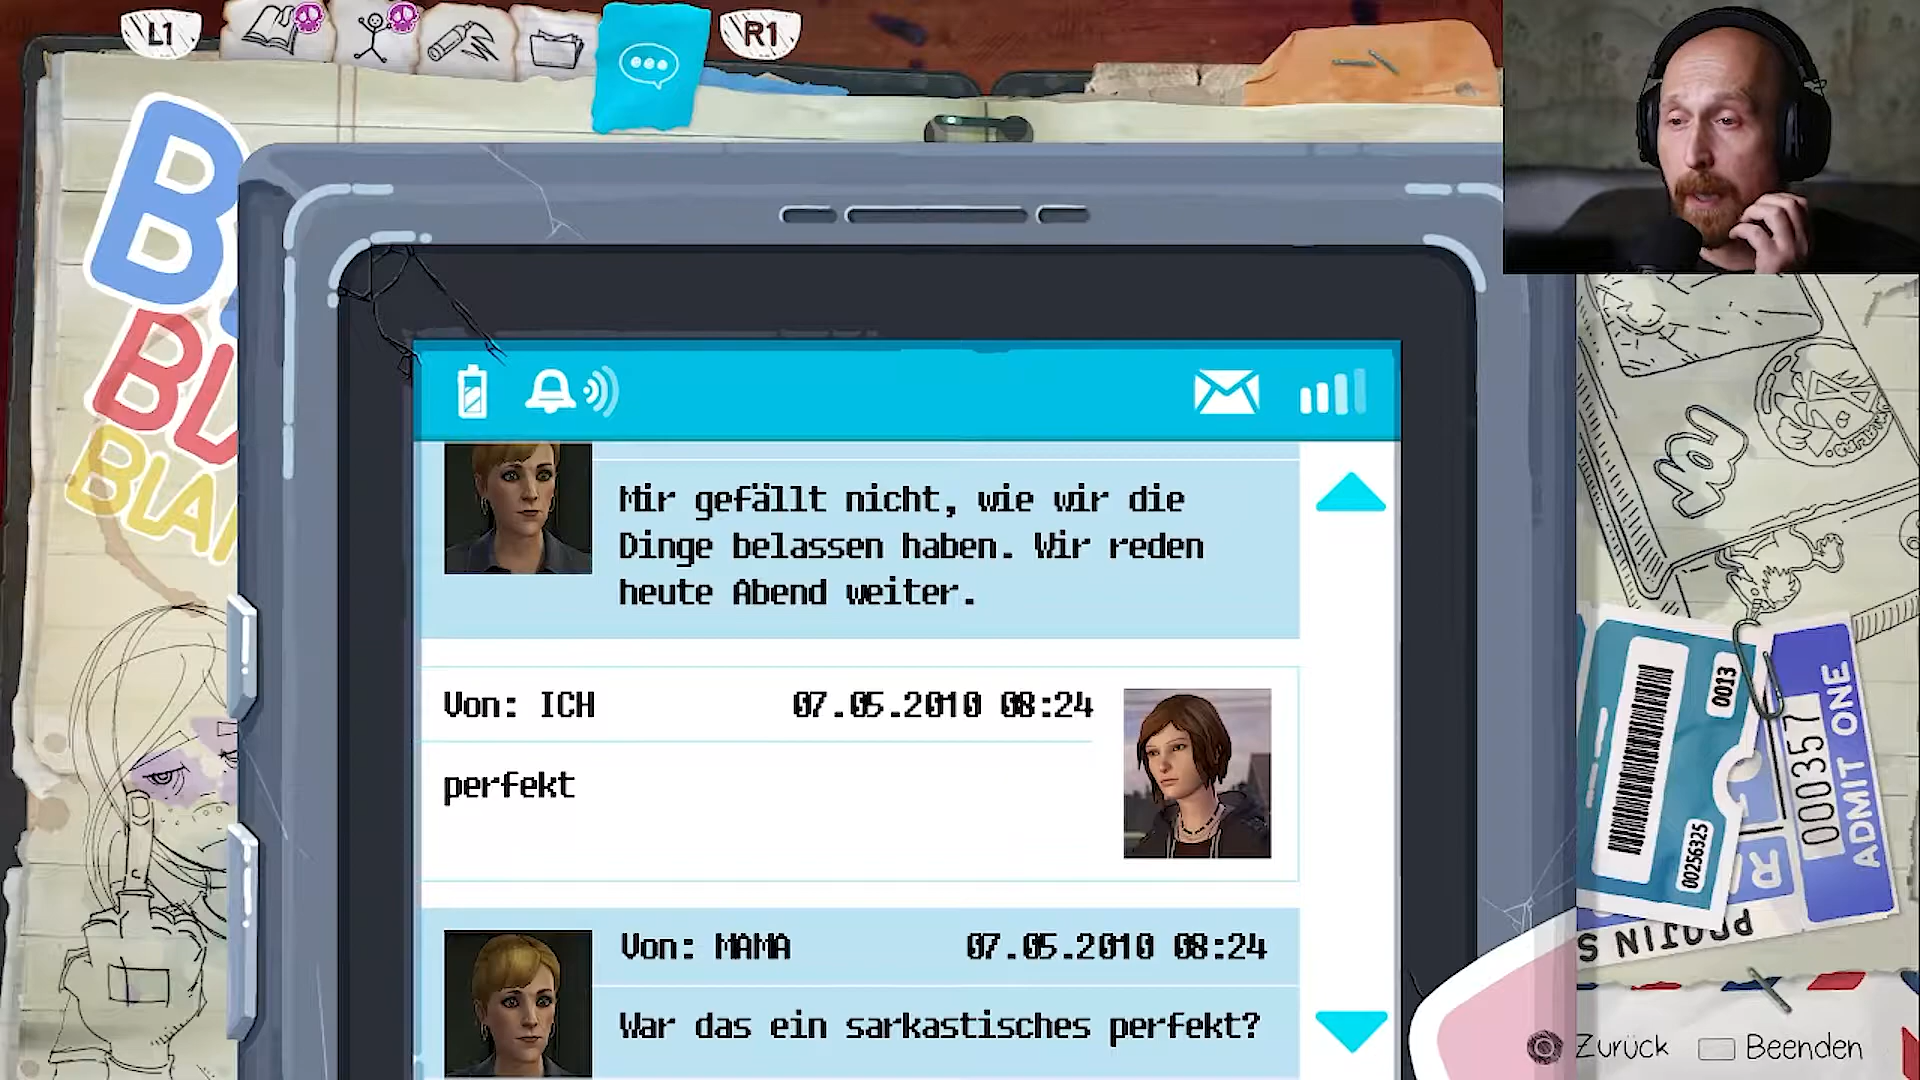 L1
R1
B
BL
BLA
Mir gefällt nicht, wie wir die
Dinge belassen haben. Wir reden
heute Abend weiter.
Von: ICH 07.05.2010 08:24
perfekt
Von: MAMA 07.05.2010 08:24
War das ein sarkastisches perfekt?
0013
00256325
000357
ADMIT ONE
Zurück
Beenden